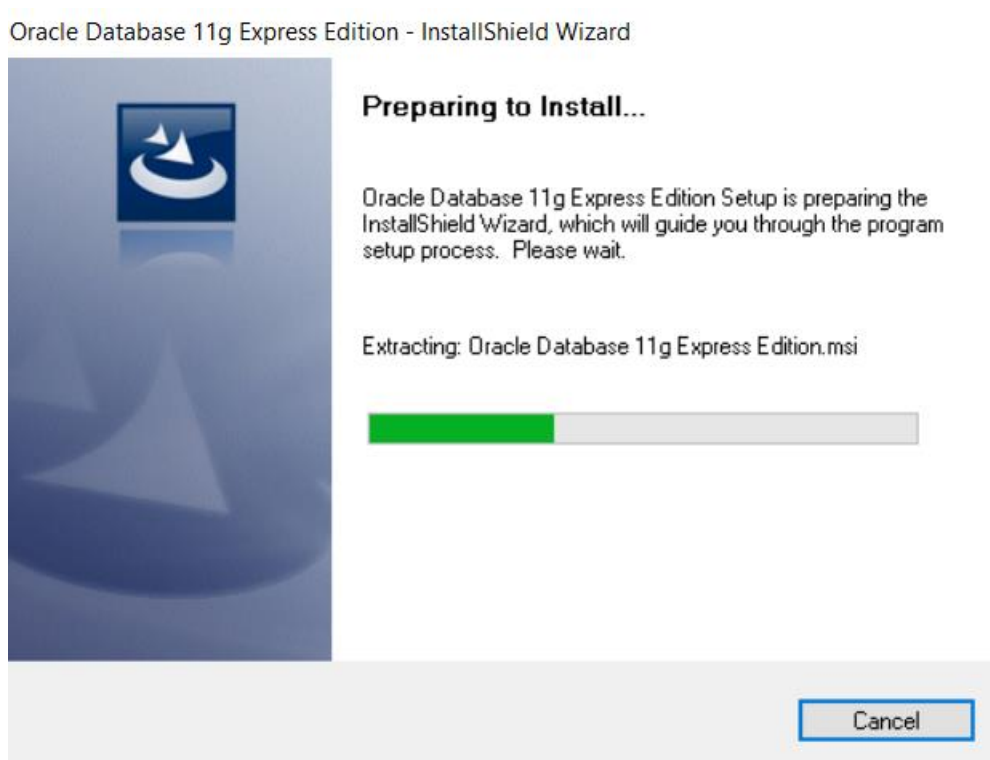 Oracle Database 11g Express Edition - InstallShield Wizard
Preparing to Install...
Oracle Database 11g Express Edition Setup is preparing the
InstallShield Wizard, which will guide you through the program
setup process. Please wait.
Extracting: Oracle Database 11g Express Edition.msi
Cancel